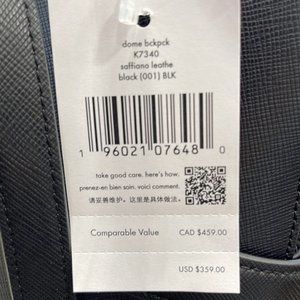 dome bckpck
K7340
saffiano leathe
black (001) BLK
1 96021 07648 0
take good care. here's how.
prenez-en bien soin. voici comment.
请妥善维护。这里是具体做法
Comparable Value CAD $459.00
USD $359.00